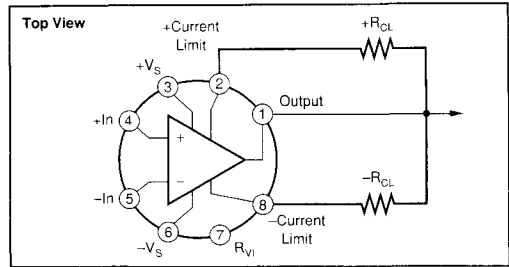 Top View
+Current
Limit
+R_CL
+V_S
3
2
+In
4
+
1
Output
–In
5
–
–R_CL
8
–Current
Limit
6
7
–V_S
R_VI